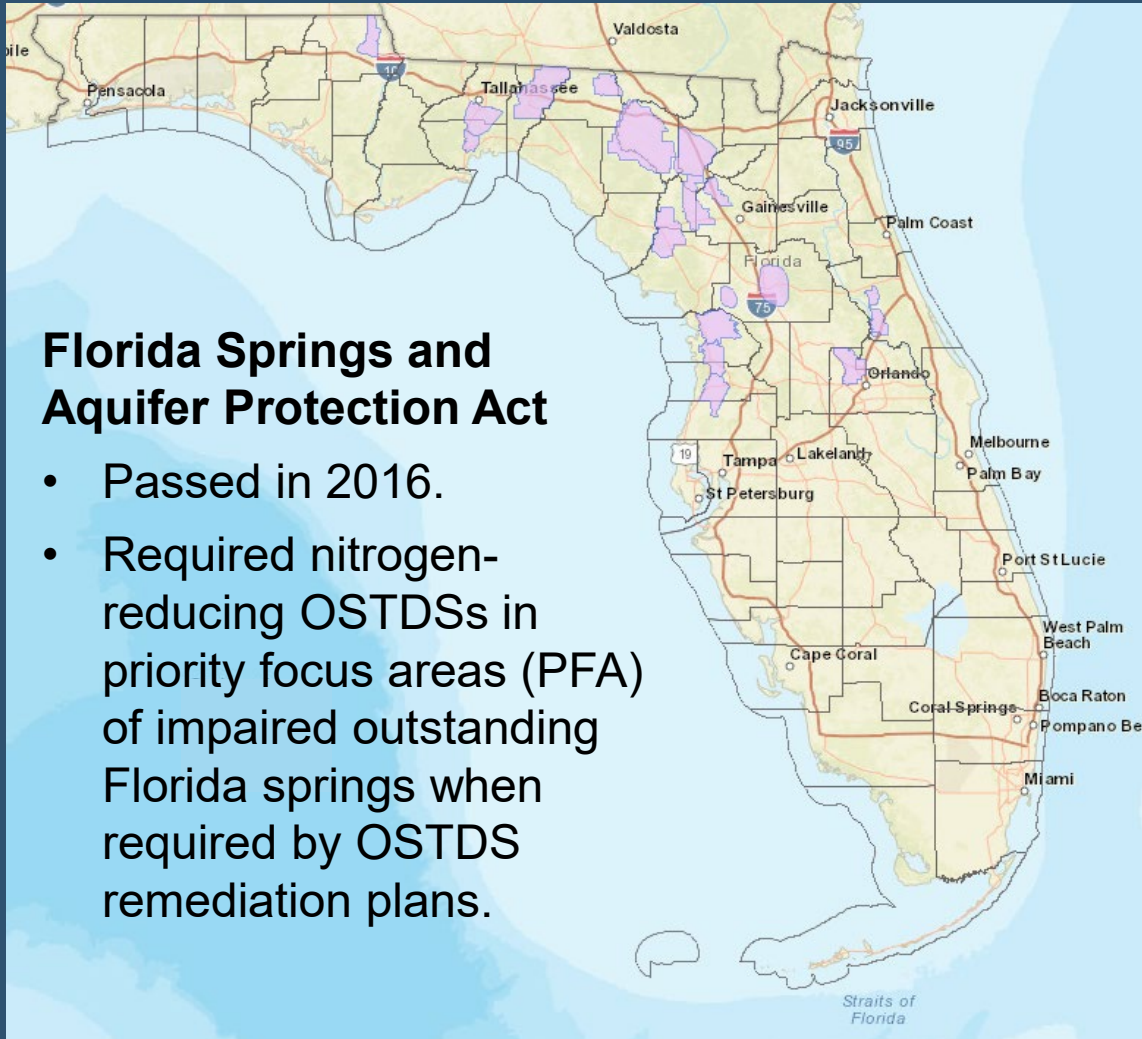 Valdosta
ile
10
Pensacola
Tallahassee
Jacksonville
95
Gainesville
Palm Coast
Florida
75
Florida Springs and
Aquifer Protection Act
Orlando
• Passed in 2016.
Melbourne
19
Tampa
Lakeland
Palm Bay
St Petersburg
• Required nitrogen-
reducing OSTDSs in
priority focus areas (PFA)
of impaired outstanding
Florida springs when
required by OSTDS
remediation plans.
Port St Lucie
West Palm
Beach
Cape Coral
Boca Raton
Coral Springs
Pompano Be
Miami
Straits of
Florida